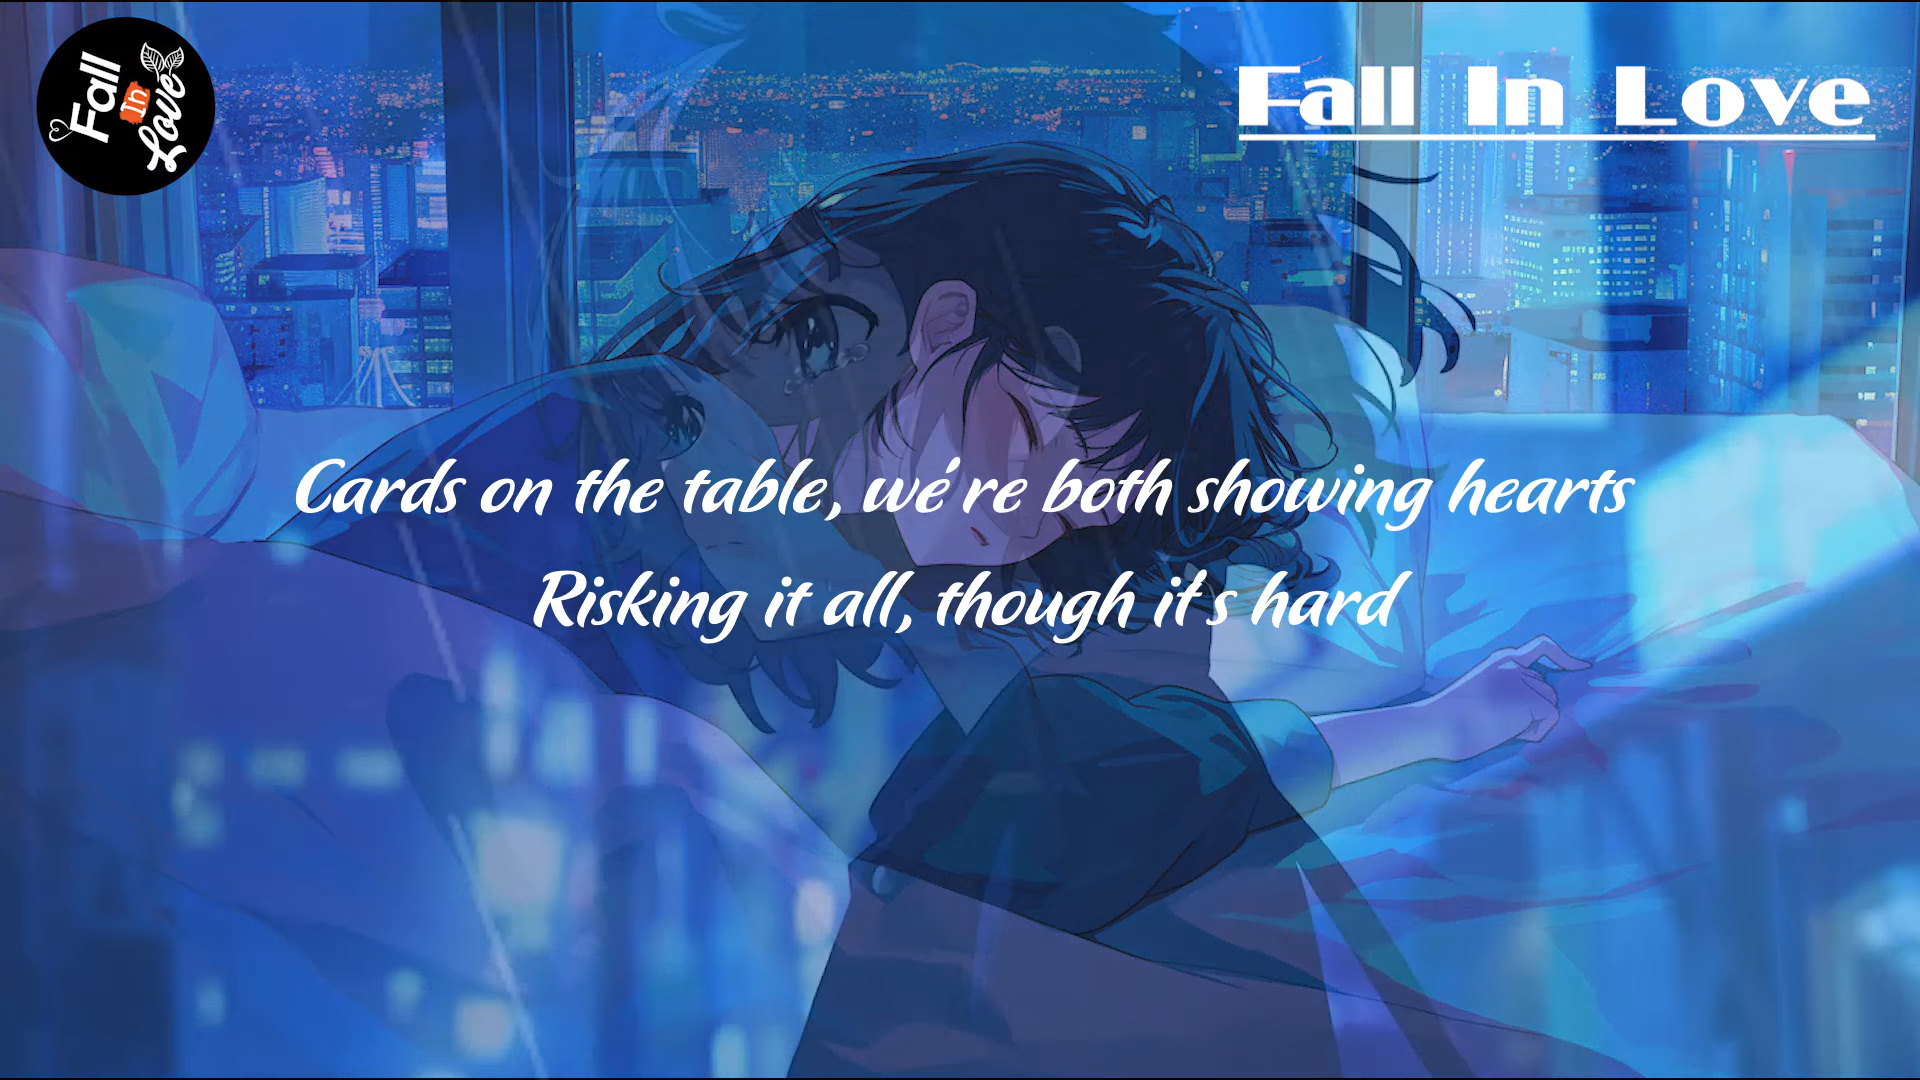 Fall
In
Love
Fall In Love
Cards on the table, we're both showing hearts
Risking it all, though it's hard